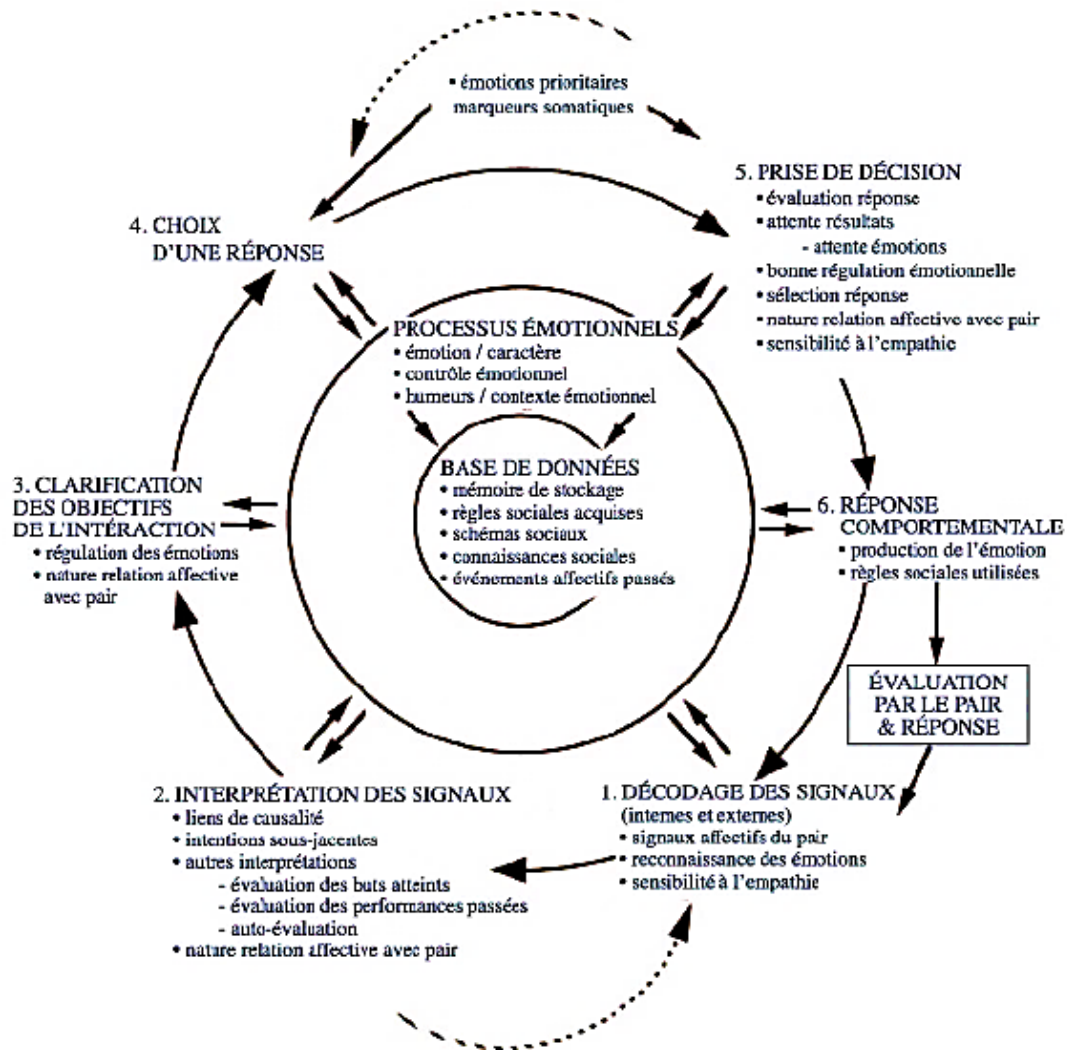 • émotions prioritaires
marqueurs somatiques
5. PRISE DE DÉCISION
• évaluation réponse
• attente résultats
- attente émotions
• bonne régulation émotionnelle
• sélection réponse
• nature relation affective avec pair
• sensibilité à l'empathie
4. CHOIX
D'UNE RÉPONSE
PROCESSUS ÉMOTIONNELS
• émotion / caractère
• contrôle émotionnel
• humeurs / contexte émotionnel
BASE DE DONNÉES
• mémoire de stockage
• règles sociales acquises
• schémas sociaux
• connaissances sociales
• événements affectifs passés
3. CLARIFICATION
DES OBJECTIFS
DE L'INTÉRACTION
• régulation des émotions
• nature relation affective
avec pair
6. RÉPONSE
COMPORTEMENTALE
• production de l'émotion
• règles sociales utilisées
ÉVALUATION
PAR LE PAIR
& RÉPONSE
2. INTERPRÉTATION DES SIGNAUX
• liens de causalité
• intentions sous-jacentes
• autres interprétations
- évaluation des buts atteints
- évaluation des performances passées
- auto-évaluation
• nature relation affective avec pair
1. DÉCODAGE DES SIGNAUX
(internes et externes)
• signaux affectifs du pair
• reconnaissance des émotions
• sensibilité à l'empathie